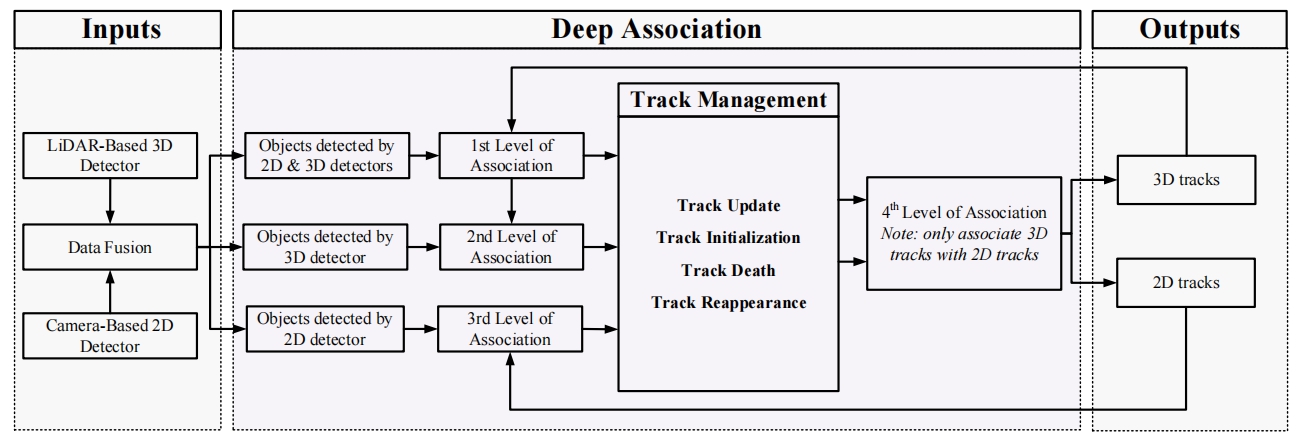 Inputs
LiDAR-Based 3D
Detector
Data Fusion
Camera-Based 2D
Detector
Deep Association
Objects detected by
2D & 3D detectors
1st Level of
Association
Objects detected by
3D detector
2nd Level of
Association
Objects detected by
2D detector
3rd Level of
Association
Track Management
Track Update
Track Initialization
Track Death
Track Reappearance
4th Level of Association
Note: only associate 3D
tracks with 2D tracks
Outputs
3D tracks
2D tracks